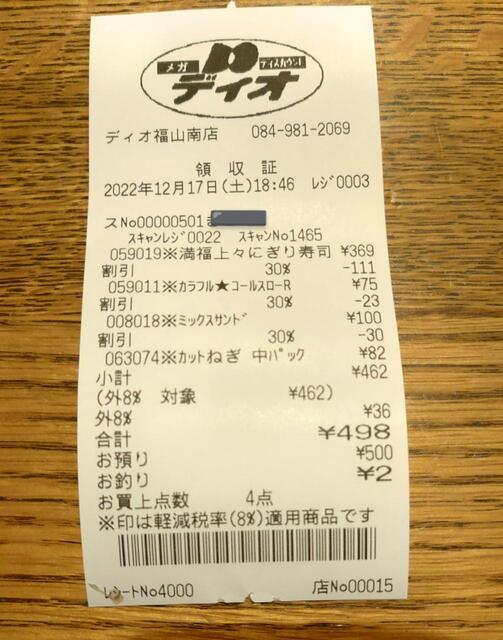 メガ ディスカウント
ディオ
ディオ福山南店 084-981-2069
領収証
2022年12月17日(土)18:46 ﾚｼﾞ0003
スNo00000501
ｽｷｬﾝﾚｼﾞ0022 ｽｷｬﾝNo1465
059019※満福上々にぎり寿司 ¥369
割引 30% -111
059011※ｶﾗﾌﾙ★ｺｰﾙｽﾛｰR ¥75
割引 30% -23
008018※ﾐｯｸｽｻﾝﾄﾞ ¥100
割引 30% -30
063074※ｶｯﾄねぎ 中ﾊﾟｯｸ ¥82
小計 ¥462
(外8% 対象 ¥462)
外8% ¥36
合計 ¥498
お預り ¥500
お釣り ¥2
お買上点数 4点
※印は軽減税率(8%)適用商品です
ﾚｼｰﾄNo4000 店No00015